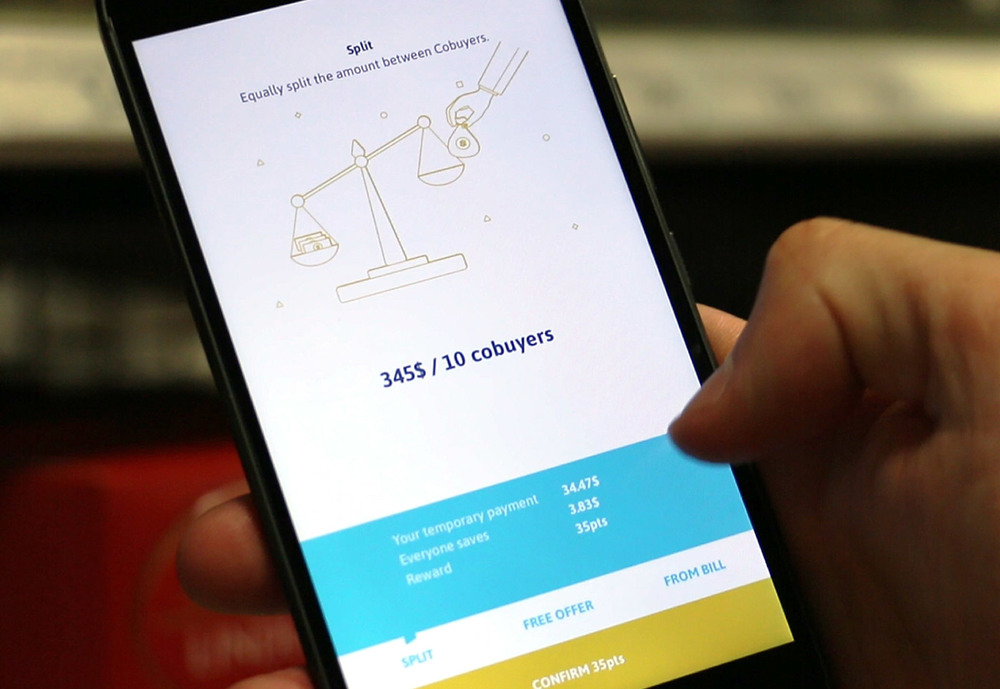 Split
Equally split the amount between Cobuyers.
345$ / 10 cobuyers
Your temporary payment 34.47$
Everyone saves 3.83$
Reward 35pts
SPLIT FREE OFFER FROM BILL
CONFIRM 35pts